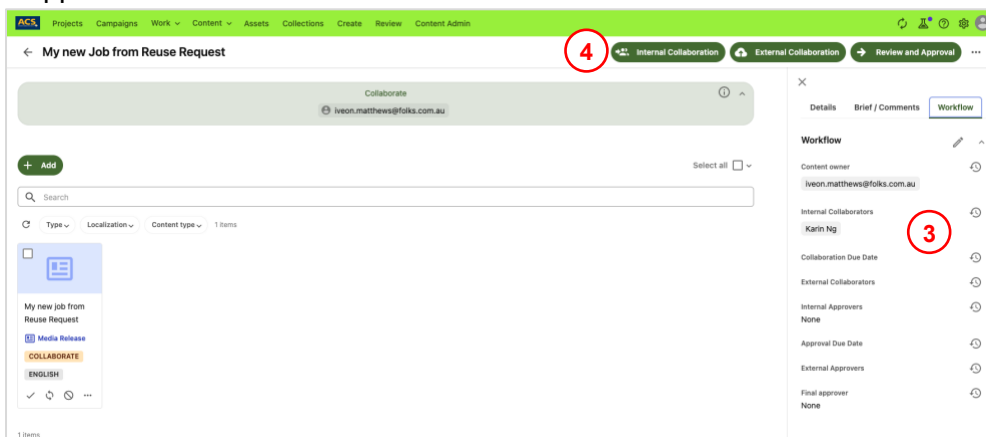 ACS Projects Campaigns Work Content Assets Collections Create Review Content Admin
My new Job from Reuse Request
4
Internal Collaboration
External Collaboration
Review and Approval
Collaborate
iveon.matthews@folks.com.au
+ Add
Select all
Search
Type Localization Content type 1 items
My new job from
Reuse Request
Media Release
COLLABORATE
ENGLISH
1 items
Details Brief / Comments Workflow
Workflow
Content owner
iveon.matthews@folks.com.au
Internal Collaborators
Karin Ng
3
Collaboration Due Date
External Collaborators
Internal Approvers
None
Approval Due Date
External Approvers
Final approver
None